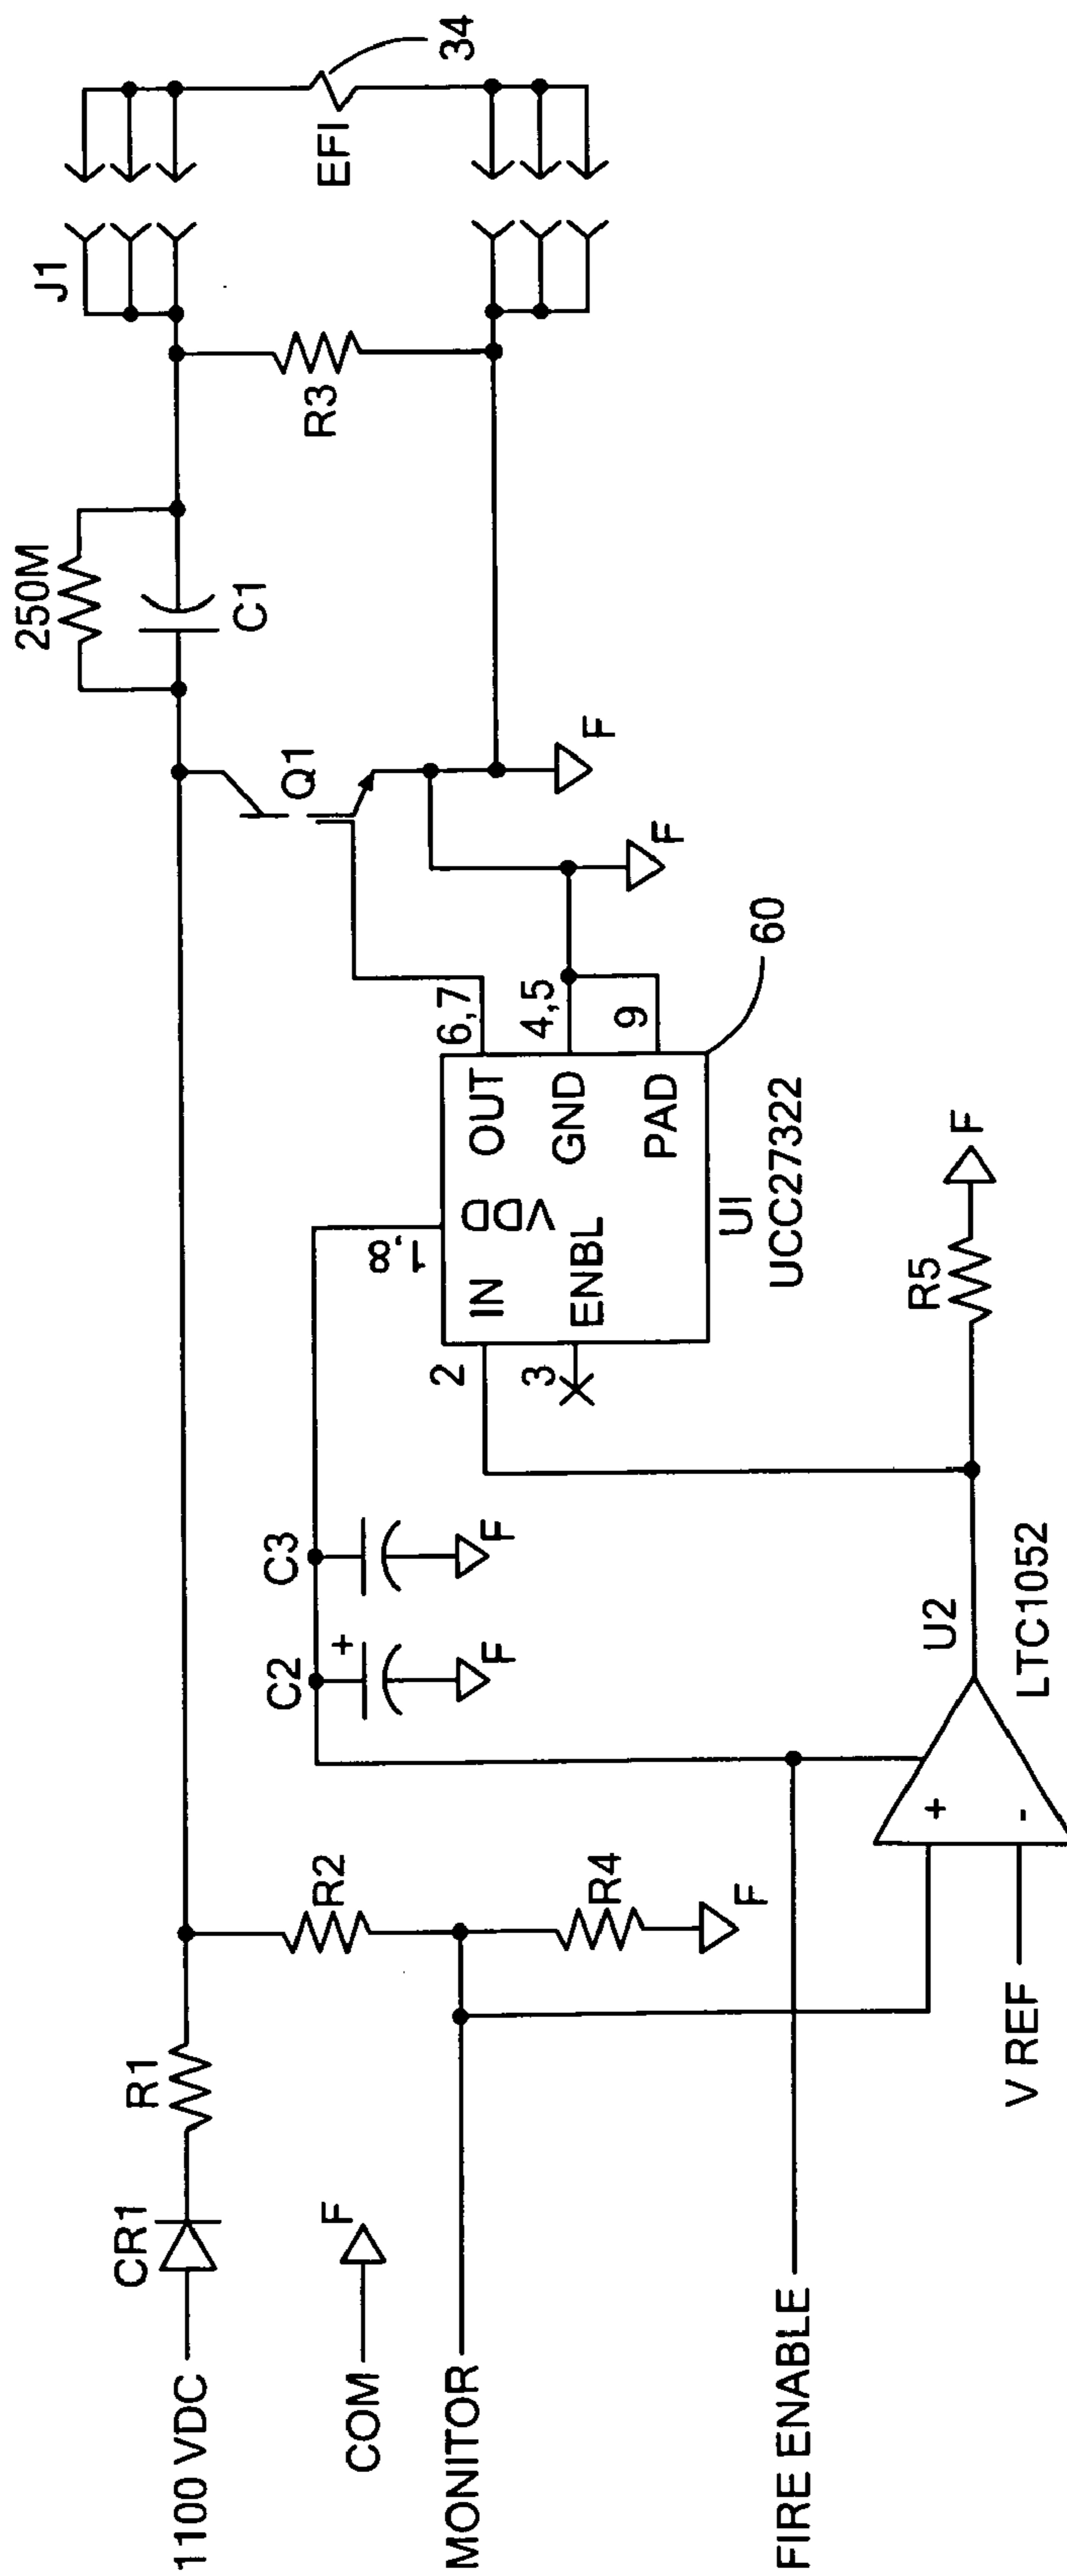 1100 VDC
CR1
R1
COM
F
MONITOR
FIRE ENABLE
R2
R4
F
V REF
+
-
U2
LTC1052
R5
F
C2
+
F
C3
F
1,8
2
3
IN
VDD
ENBL
OUT
GND
PAD
6,7
4,5
9
UI
UCC27322
60
F
Q1
F
250M
C1
R3
J1
EFI
34